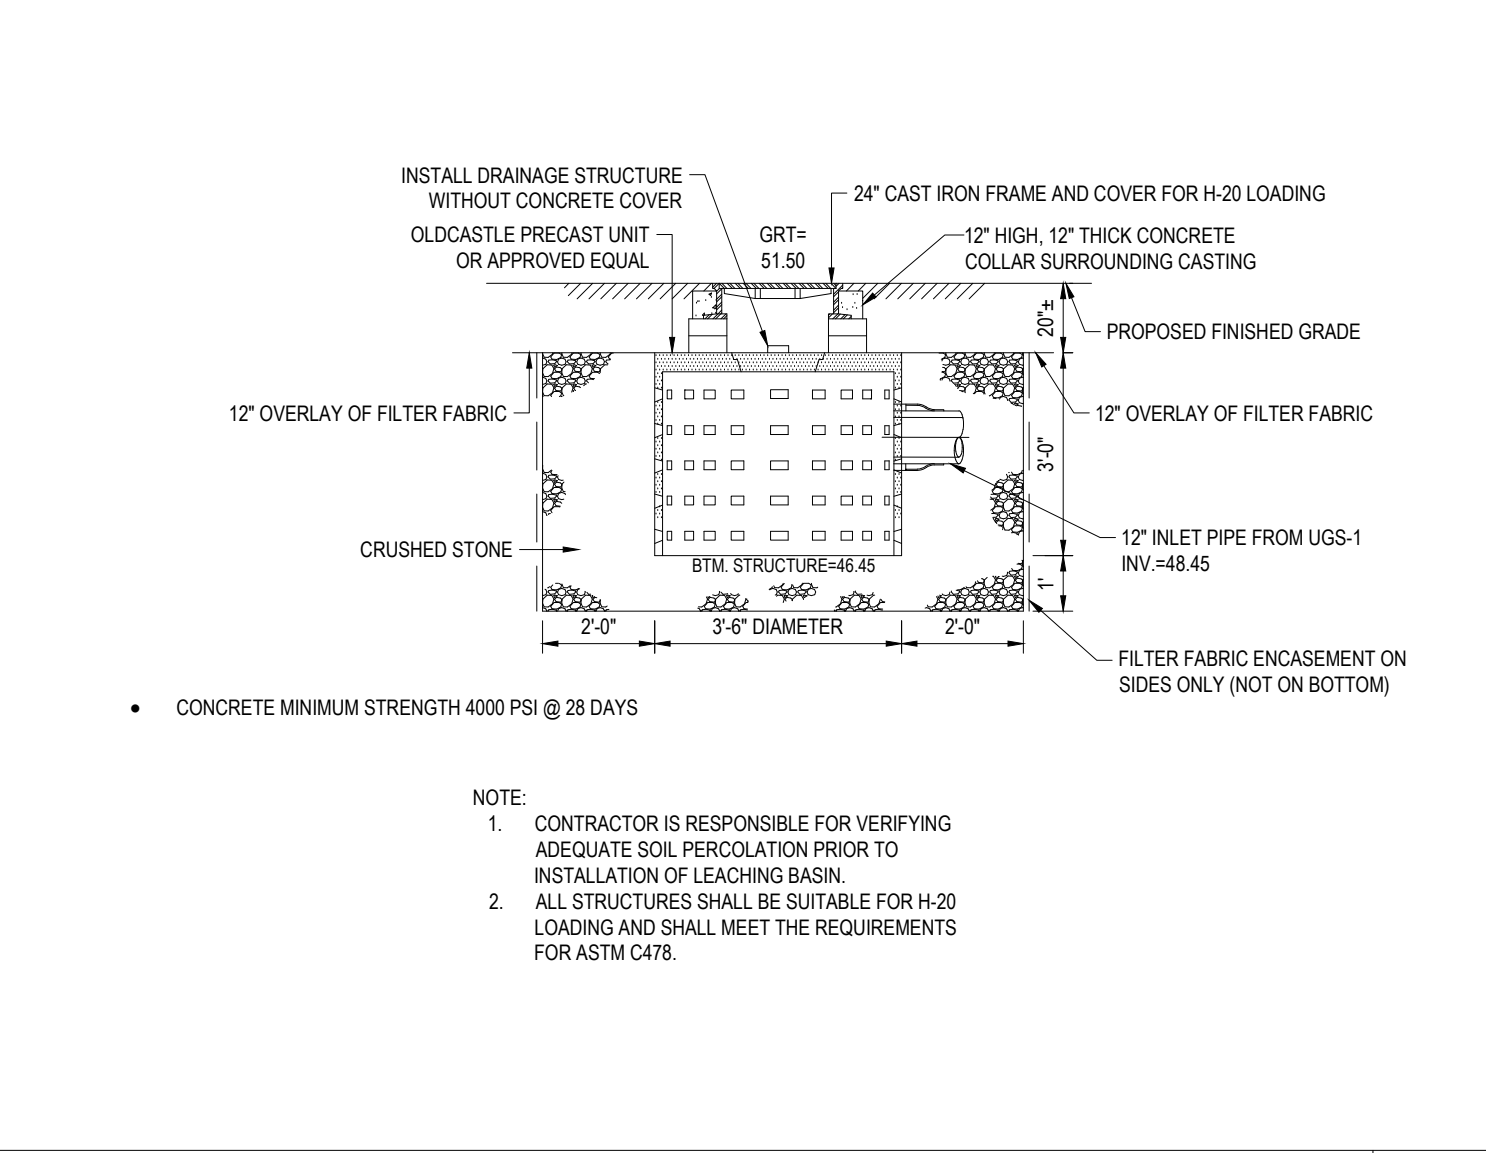 INSTALL DRAINAGE STRUCTURE
WITHOUT CONCRETE COVER
24" CAST IRON FRAME AND COVER FOR H-20 LOADING
OLDCASTLE PRECAST UNIT
OR APPROVED EQUAL
GRT=
51.50
12" HIGH, 12" THICK CONCRETE
COLLAR SURROUNDING CASTING
20"±
PROPOSED FINISHED GRADE
12" OVERLAY OF FILTER FABRIC
12" OVERLAY OF FILTER FABRIC
3'-0"
CRUSHED STONE
12" INLET PIPE FROM UGS-1
INV.=48.45
BTM. STRUCTURE=46.45
1'
2'-0"
3'-6" DIAMETER
2'-0"
FILTER FABRIC ENCASEMENT ON
SIDES ONLY (NOT ON BOTTOM)
• CONCRETE MINIMUM STRENGTH 4000 PSI @ 28 DAYS
NOTE:
1. CONTRACTOR IS RESPONSIBLE FOR VERIFYING
ADEQUATE SOIL PERCOLATION PRIOR TO
INSTALLATION OF LEACHING BASIN.
2. ALL STRUCTURES SHALL BE SUITABLE FOR H-20
LOADING AND SHALL MEET THE REQUIREMENTS
FOR ASTM C478.